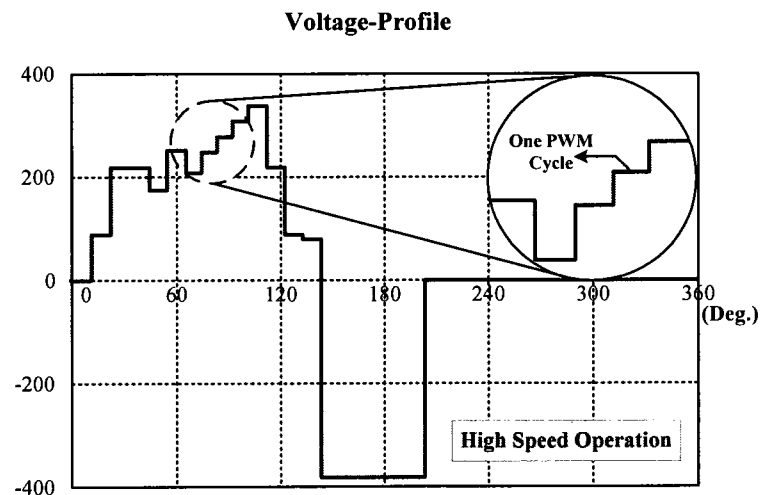 Voltage-Profile
400
200
0
-200
-400
0 60 120 180 240 300 360
(Deg.)
One PWM
Cycle
High Speed Operation